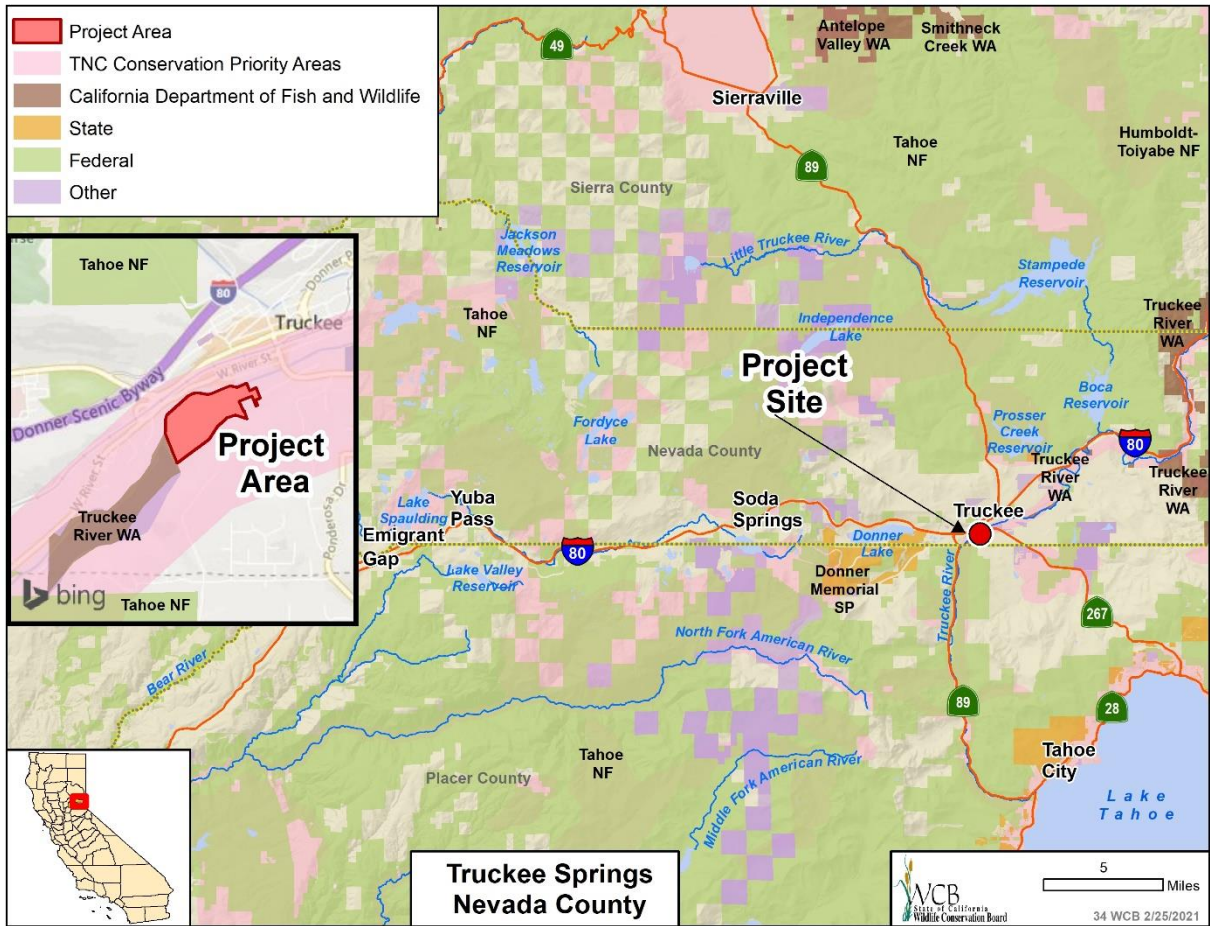 Project Area
TNC Conservation Priority Areas
California Department of Fish and Wildlife
State
Federal
Other
49
Antelope
Valley WA
Smithneck
Creek WA
Sierraville
Tahoe
NF
Humboldt-
Toiyabe NF
89
Sierra County
Jackson
Meadows
Reservoir
Little Truckee River
Stampede
Reservoir
Tahoe
NF
Independence
Lake
Truckee
River
WA
Project
Site
Boca
Reservoir
Fordyce
Lake
Nevada County
Prosser
Creek
Reservoir
80
Truckee
River
WA
Truckee
River
WA
Yuba
Pass
Lake
Spaulding
Emigrant
Gap
Soda
Springs
Truckee
80
Donner
Lake
Lake Valley
Reservoir
Donner
Memorial
SP
Truckee River
267
North Fork American River
Bear River
89
28
Tahoe
City
Tahoe
NF
Placer County
Middle Fork American River
Lake
Tahoe
Tahoe NF
80
Donner P
Truckee
W River St
Donner Scenic Byway
Project
Area
W River St
Truckee
River WA
Ponderosa Dr
bing
Tahoe NF
Truckee Springs
Nevada County
WCB
State of California
Wildlife Conservation Board
5
Miles
34 WCB 2/25/2021